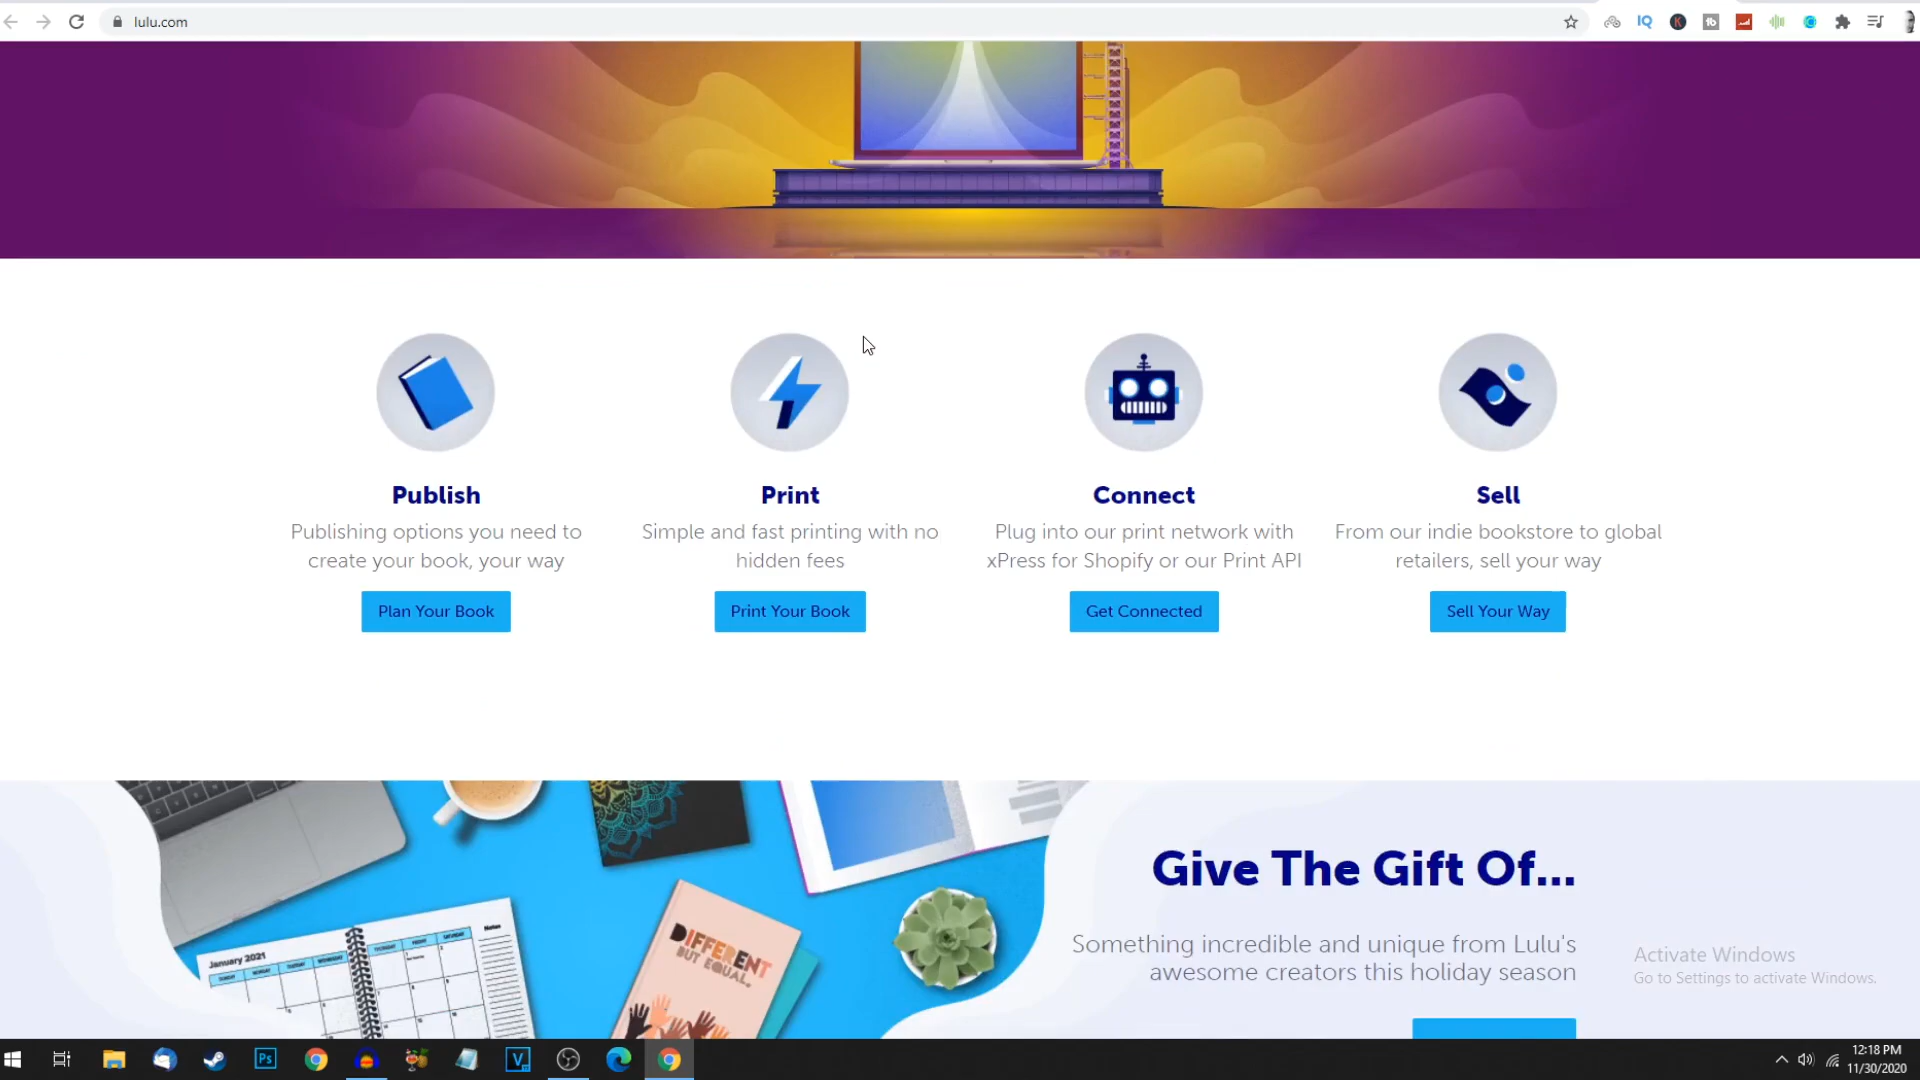 lulu.com
IQ
K
Publish
Publishing options you need to
create your book, your way
Plan Your Book
Print
Simple and fast printing with no
hidden fees
Print Your Book
Connect
Plug into our print network with
xPress for Shopify or our Print API
Get Connected
Sell
From our indie bookstore to global
retailers, sell your way
Sell Your Way
January 2021
Notes
DIFFERENT
BUT EQUAL.
Give The Gift Of...
Something incredible and unique from Lulu's
awesome creators this holiday season
Activate Windows
Go to Settings to activate Windows.
Ps
V
12:18 PM
11/30/2020